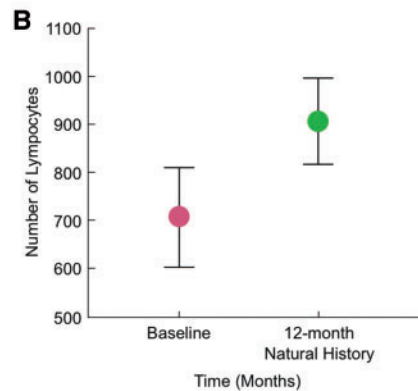 B
Number of Lympocytes
1100
1000
900
800
700
600
500
Baseline
12-month
Natural History
Time (Months)